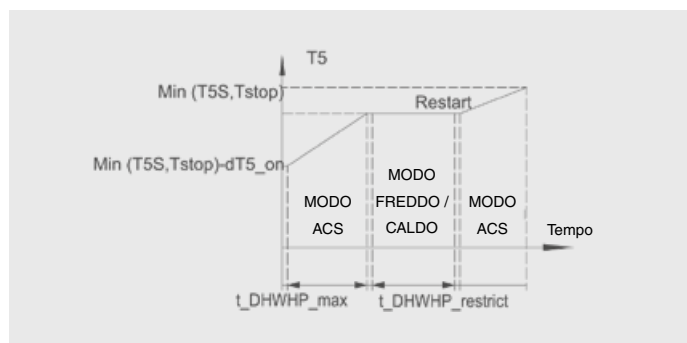 T5
Min (T5S,Tstop)
Restart
Min (T5S,Tstop)-dT5_on
MODO
ACS
MODO
FREDDO /
CALDO
MODO
ACS
Tempo
t_DHWHP_max
t_DHWHP_restrict